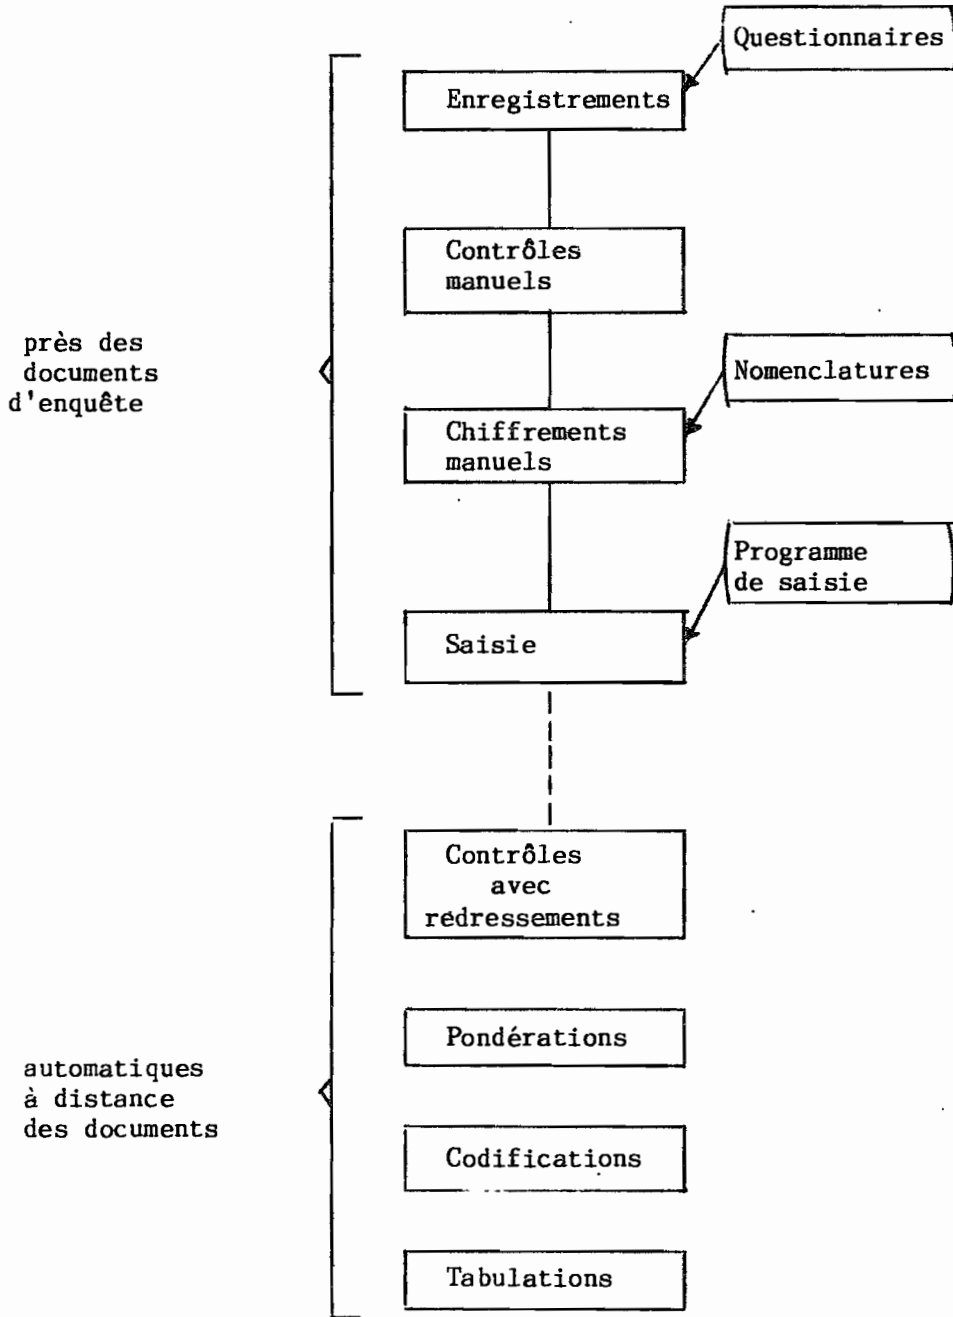 Questionnaires
Enregistrements
Contrôles
manuels
près des
documents
d'enquête
Nomenclatures
Chiffrements
manuels
Programme
de saisie
Saisie
Contrôles
avec
redressements
Pondérations
automatiques
à distance
des documents
Codifications
Tabulations